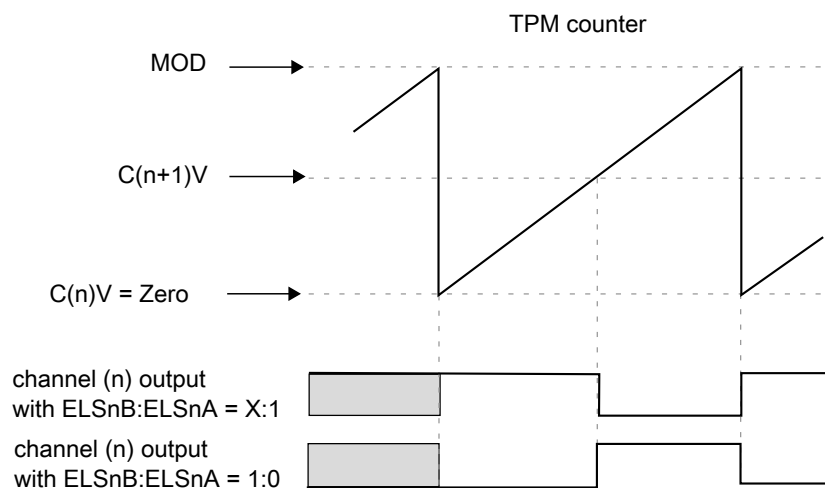 TPM counter
MOD
C(n+1)V
C(n)V = Zero
channel (n) output
with ELSnB:ELSnA = X:1
channel (n) output
with ELSnB:ELSnA = 1:0